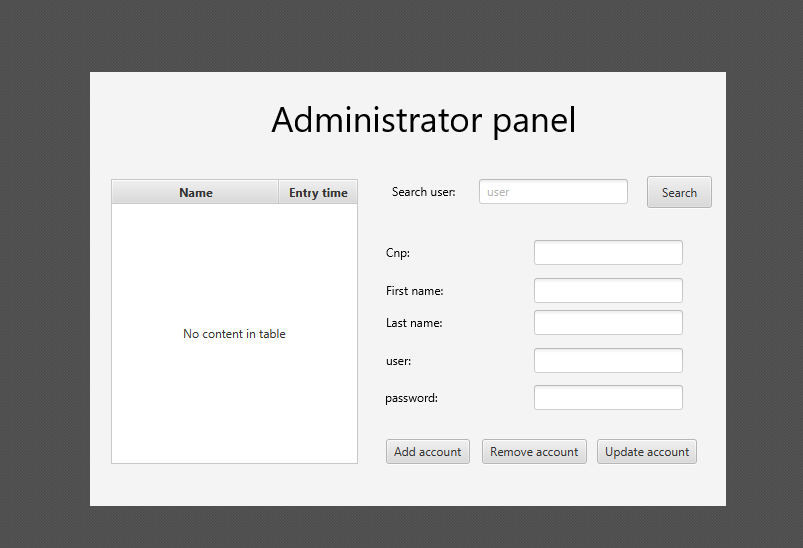 Administrator panel
Name Entry time
No content in table
Search user: user Search
Cnp:
First name:
Last name:
user:
password:
Add account Remove account Update account